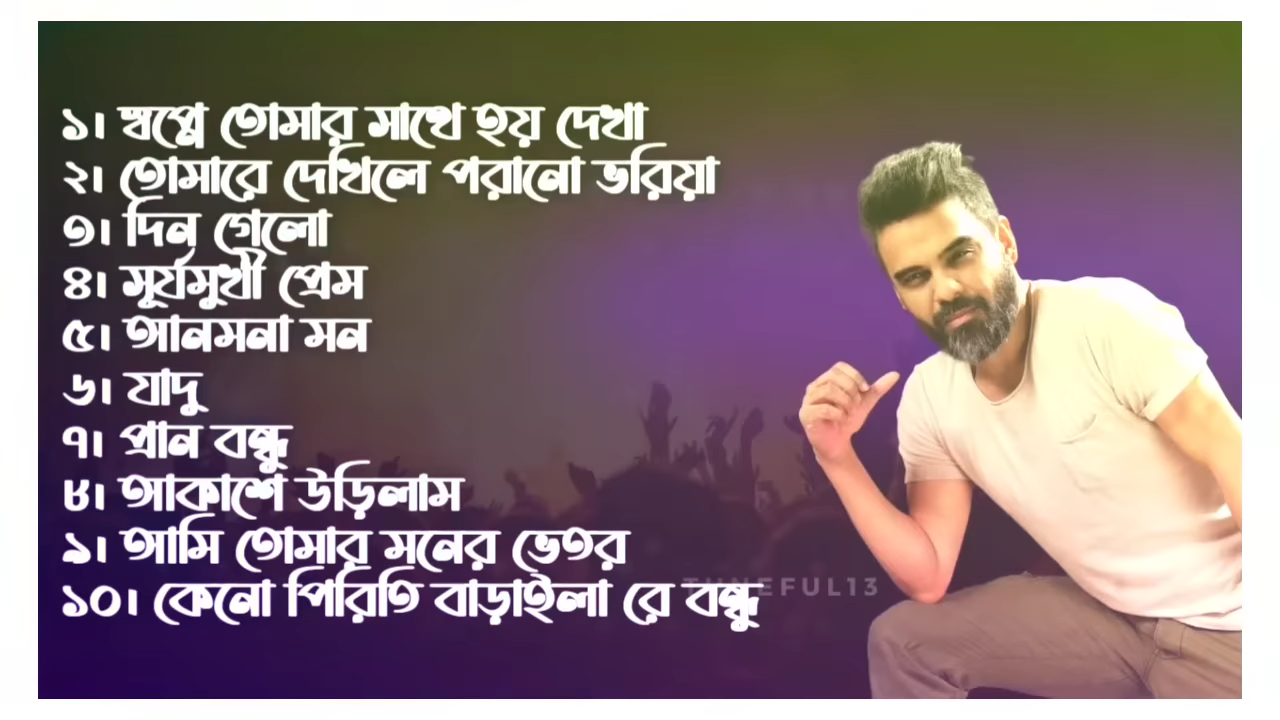 ১। স্বপ্নে তোমার সাথে হয় দেখা
২। তোমারে দেখিলে পরানো ভরিয়া
৩। দিন গেলো
৪। সূর্যমুখী প্রেম
৫। আনমনা মন
৬। যাদু
৭। প্রান বন্ধু
৮। আকাশে উড়িলাম
৯। আমি তোমার মনের ভেতর
১০। কেনো পিরিতি বাড়াইলা রে বন্ধু
TUNEFUL13